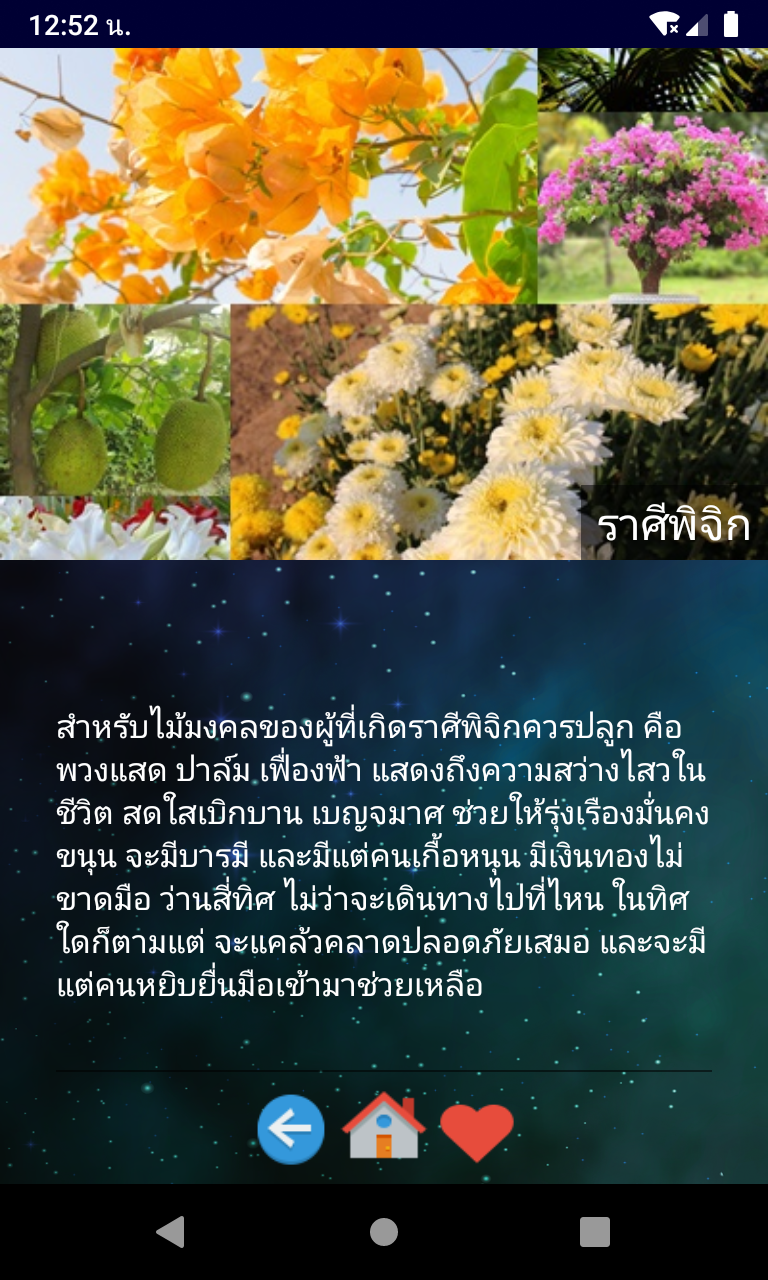 12:52 น.
ราศีพิจิก
สำหรับไม้มงคลของผู้ที่เกิดราศีพิจิกควรปลูก คือ
พวงแสด ปาล์ม เฟื่องฟ้า แสดงถึงความสว่างไสวใน
ชีวิต สดใสเบิกบาน เบญจมาศ ช่วยให้รุ่งเรืองมั่นคง
ขนุน จะมีบารมี และมีแต่คนเกื้อหนุน มีเงินทองไม่
ขาดมือ ว่านสี่ทิศ ไม่ว่าจะเดินทางไปที่ไหน ในทิศ
ใดก็ตามแต่ จะแคล้วคลาดปลอดภัยเสมอ และจะมี
แต่คนหยิบยื่นมือเข้ามาช่วยเหลือ